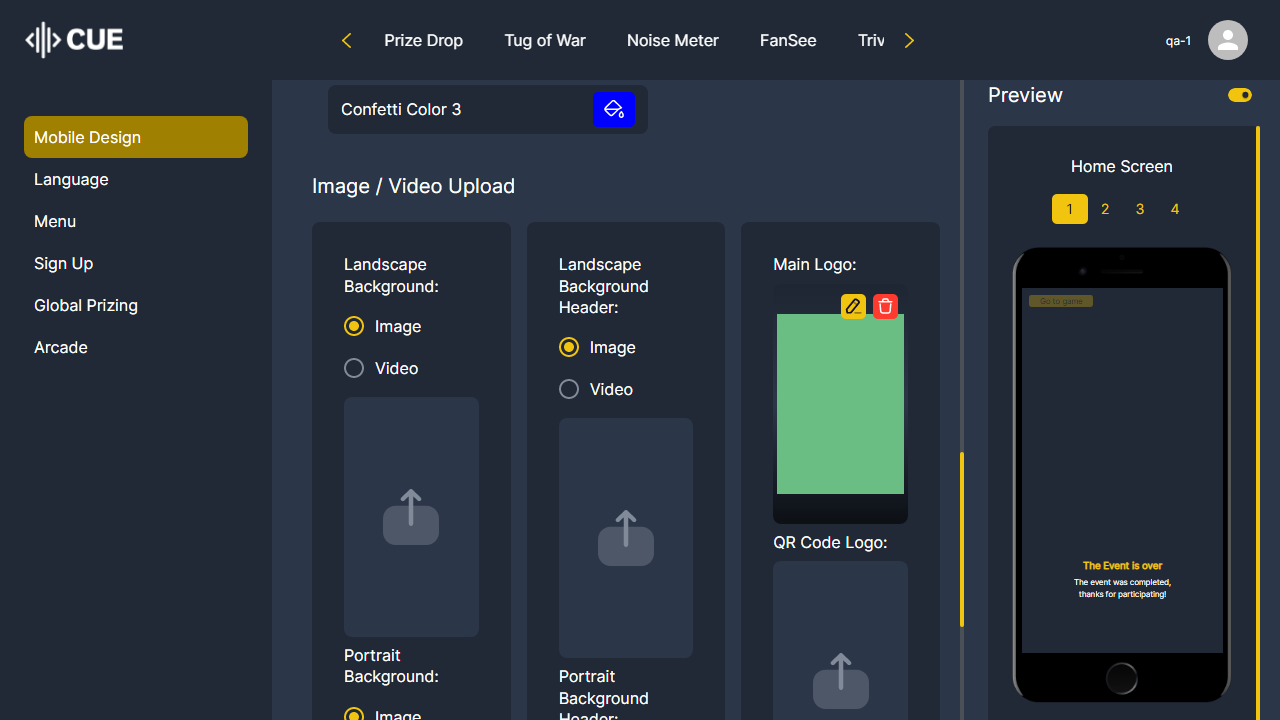 CUE
Prize Drop
Tug of War
Noise Meter
FanSee
Triv
qa-1
Mobile Design
Language
Menu
Sign Up
Global Prizing
Arcade
Confetti Color 3
Image / Video Upload
Landscape
Background:
Image
Video
Portrait
Background:
Image
Landscape
Background
Header:
Image
Video
Portrait
Background
Header:
Main Logo:
QR Code Logo:
Preview
Home Screen
1 2 3 4
Go to game
The Event is over
The event was completed,
thanks for participating!